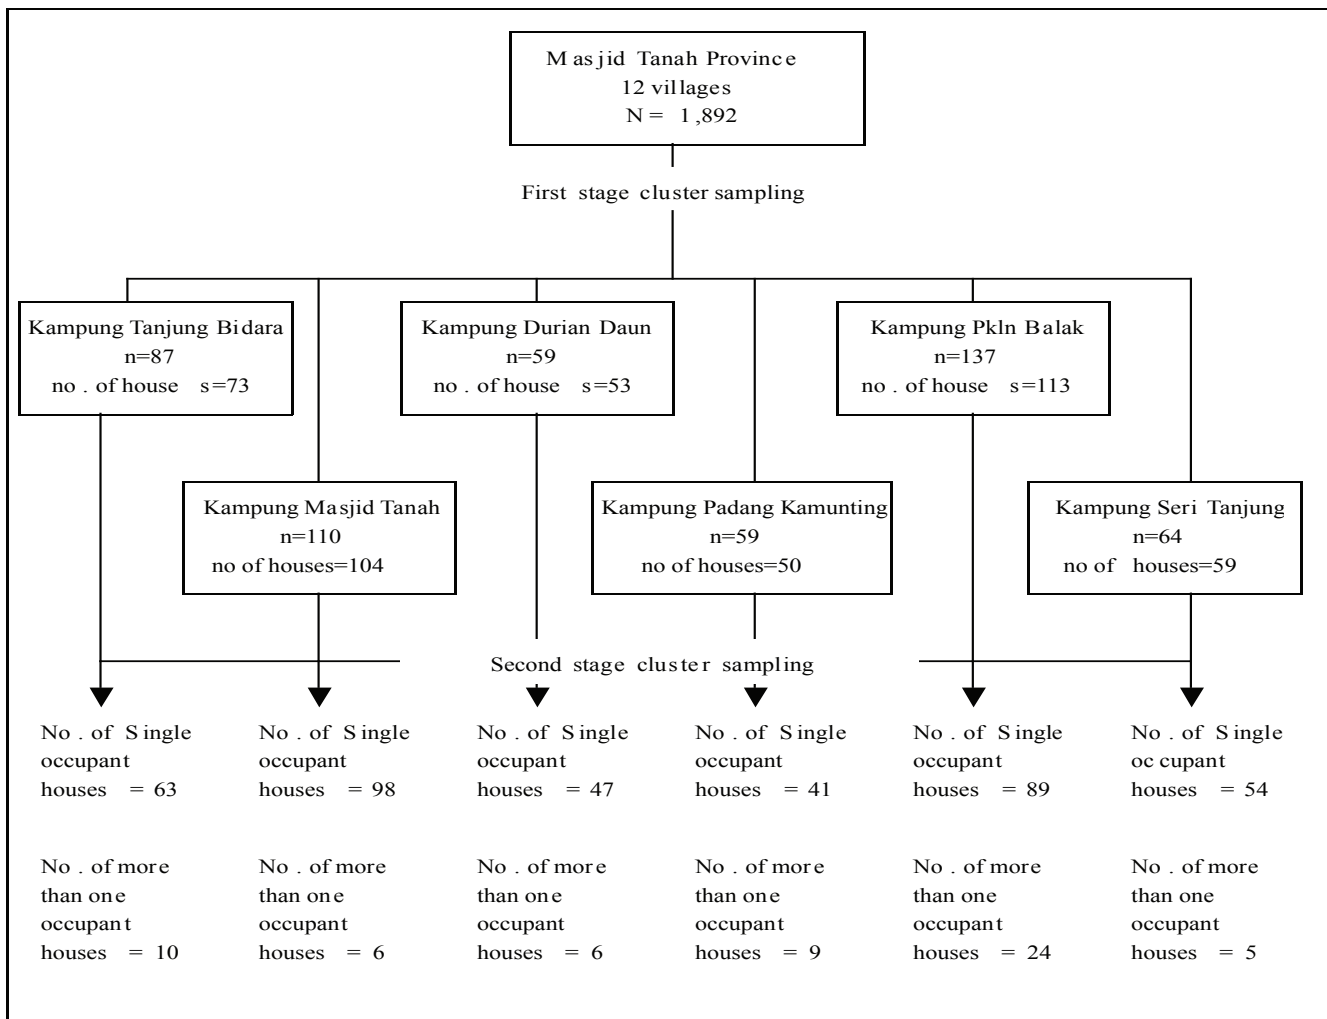 Masjid Tanah Province
12 villages
N = 1,892
First stage cluster sampling
Kampung Tanjung Bidara
n=87
no . of house s=73
Kampung Durian Daun
n=59
no . of house s=53
Kampung Pkln Balak
n=137
no . of house s=113
Kampung Masjid Tanah
n=110
no of houses=104
Kampung Padang Kamunting
n=59
no of houses=50
Kampung Seri Tanjung
n=64
no of houses=59
Second stage cluster sampling
No . of Single
occupant
houses = 63
No . of Single
occupant
houses = 98
No . of Single
occupant
houses = 47
No . of Single
occupant
houses = 41
No . of Single
occupant
houses = 89
No . of Single
oc cupant
houses = 54
No . of more
than one
occupant
houses = 10
No . of more
than one
occupant
houses = 6
No . of more
than one
occupant
houses = 6
No . of more
than one
occupant
houses = 9
No . of more
than one
occupant
houses = 24
No . of more
than one
occupant
houses = 5